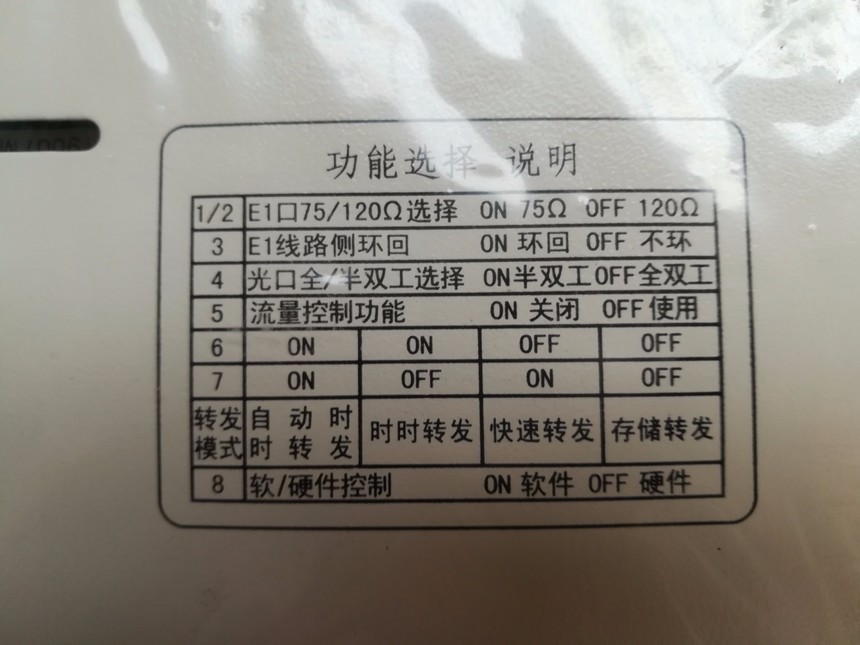 功能选择 说明
1/2 E1口75/120Ω选择 ON 75Ω OFF 120Ω
3 E1线路侧环回 ON 环回 OFF 不环
4 光口全/半双工选择 ON半双工OFF全双工
5 流量控制功能 ON 关闭 OFF使用
6 ON ON OFF OFF
7 ON OFF ON OFF
转发模式 自动时时转发 时时转发 快速转发 存储转发
8 软/硬件控制 ON 软件 OFF 硬件